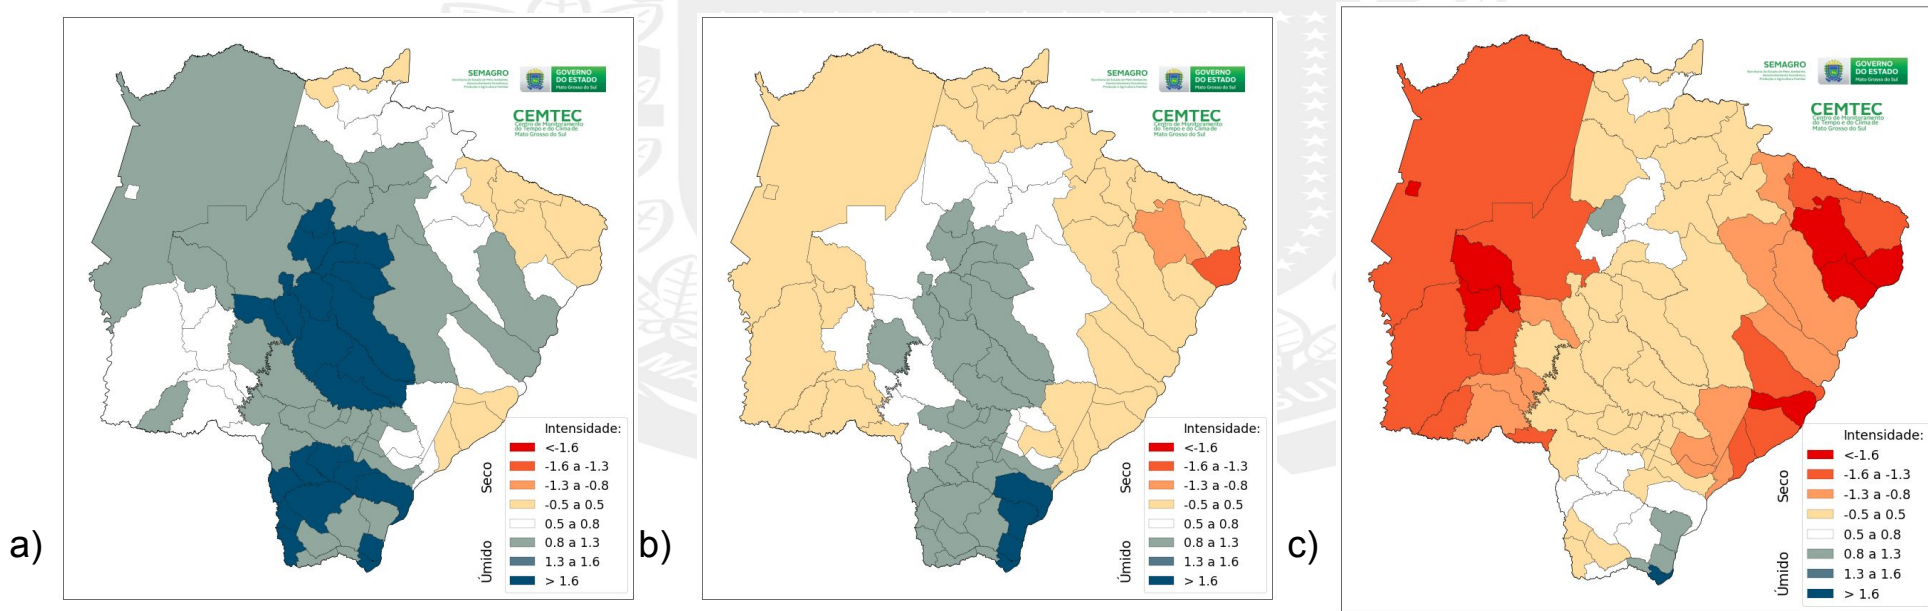 a)
SEMAGRO
GOVERNO
DO ESTADO
Mato Grosso do Sul
CEMTEC
Centro de Monitoramento
do Tempo e do Clima de
Mato Grosso do Sul
Intensidade:
Seco
<-1.6
-1.6 a -1.3
-1.3 a -0.8
-0.5 a 0.5
0.5 a 0.8
Úmido
0.8 a 1.3
1.3 a 1.6
> 1.6
b)
SEMAGRO
GOVERNO
DO ESTADO
Mato Grosso do Sul
CEMTEC
Centro de Monitoramento
do Tempo e do Clima de
Mato Grosso do Sul
Intensidade:
Seco
<-1.6
-1.6 a -1.3
-1.3 a -0.8
-0.5 a 0.5
0.5 a 0.8
Úmido
0.8 a 1.3
1.3 a 1.6
> 1.6
c)
SEMAGRO
GOVERNO
DO ESTADO
Mato Grosso do Sul
CEMTEC
Centro de Monitoramento
do Tempo e do Clima de
Mato Grosso do Sul
Intensidade:
Seco
<-1.6
-1.6 a -1.3
-1.3 a -0.8
-0.5 a 0.5
0.5 a 0.8
Úmido
0.8 a 1.3
1.3 a 1.6
> 1.6